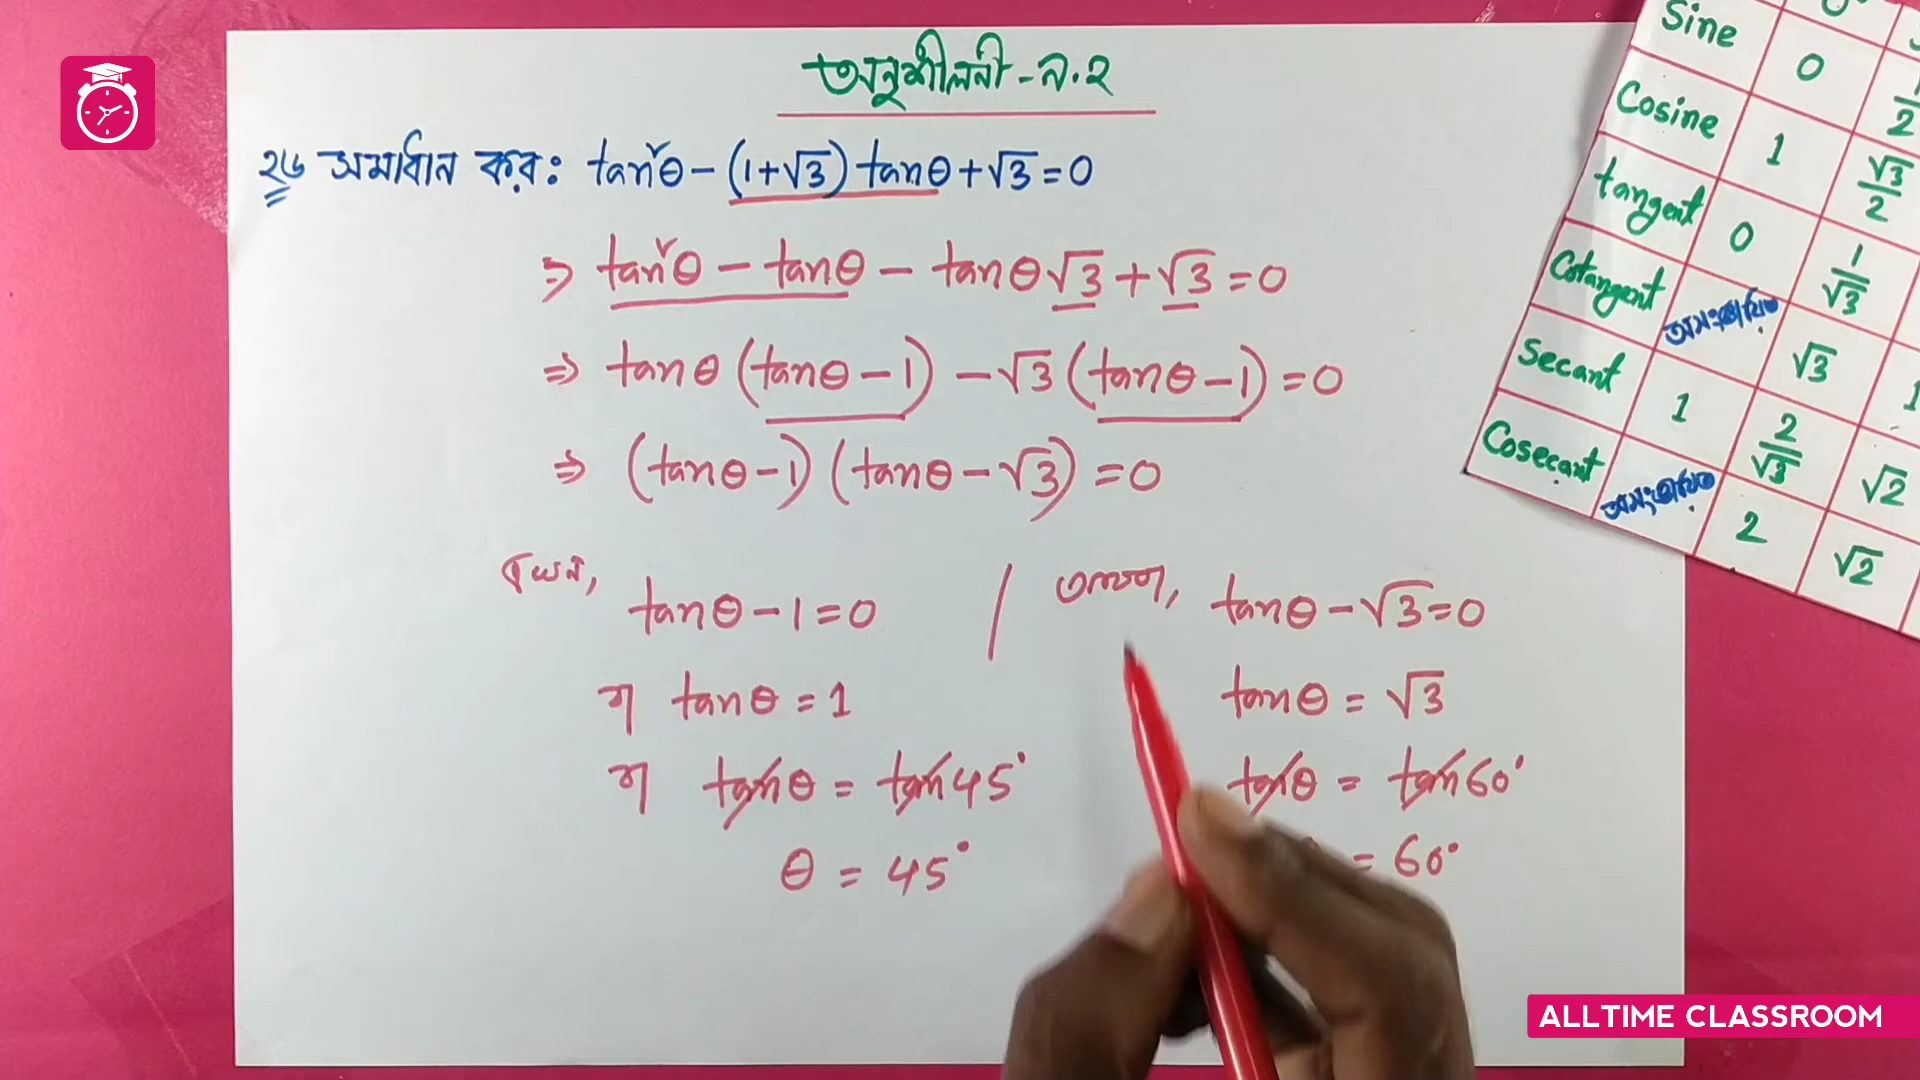 অনুশীলনী-৯.২
২৬ সমাধান কর: tan²θ - (1+√3) tanθ + √3 = 0
⇒ tan²θ - tanθ - tanθ√3 + √3 = 0
⇒ tanθ (tanθ - 1) - √3 (tanθ - 1) = 0
⇒ (tanθ - 1) (tanθ - √3) = 0
tanθ - 1 = 0 / tanθ - √3 = 0
বা tanθ = 1
tanθ = √3
বা tanθ = tan45°
tanθ = tan60°
θ = 45°
= 60°
Sine 0 1/2
Cosine 1 √3/2
tangent 0 1/√3
Cotangent অসংজ্ঞায়িত √3 1
Secant 1 2/√3 √2
Cosecant অসংজ্ঞায়িত 2 √2
ALLTIME CLASSROOM